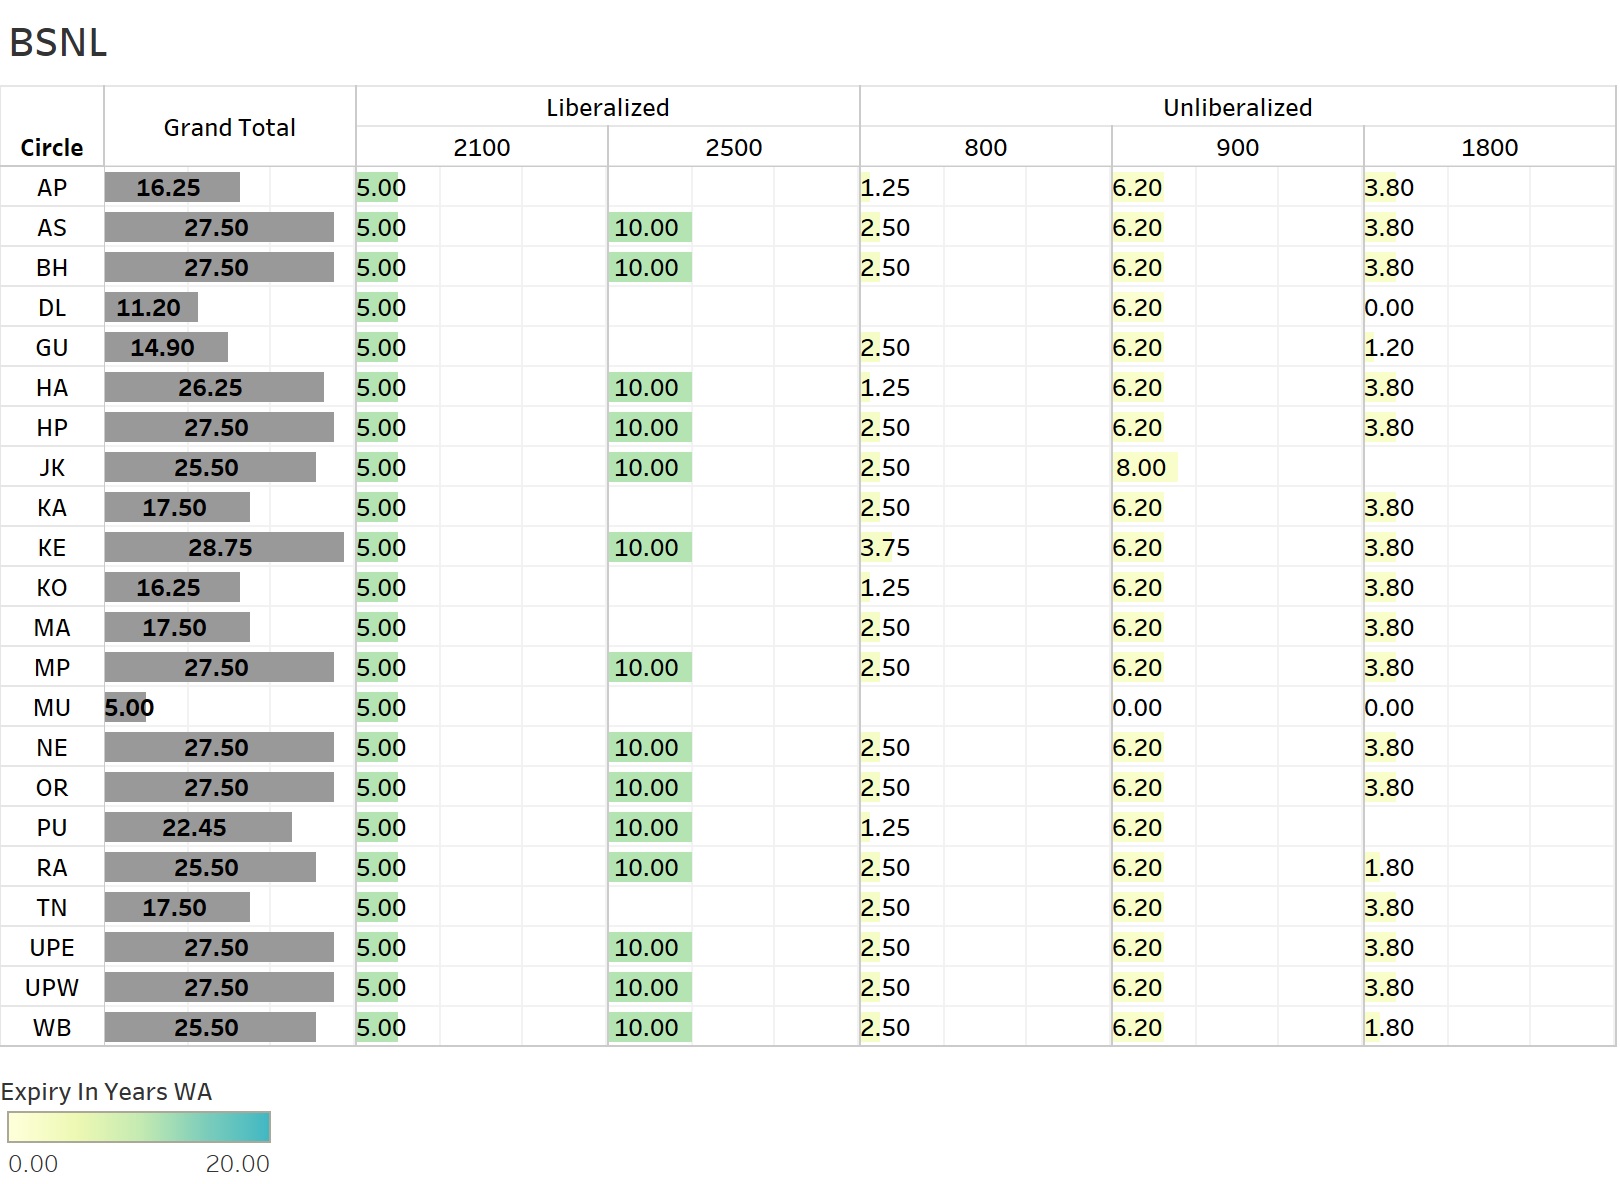 BSNL
Liberalized Unliberalized
Grand Total
Circle 2100 2500 800 900 1800
AP 16.25 5.00 1.25 6.20 3.80
AS 27.50 5.00 10.00 2.50 6.20 3.80
BH 27.50 5.00 10.00 2.50 6.20 3.80
DL 11.20 5.00 6.20 0.00
GU 14.90 5.00 2.50 6.20 1.20
HA 26.25 5.00 10.00 1.25 6.20 3.80
HP 27.50 5.00 10.00 2.50 6.20 3.80
JK 25.50 5.00 10.00 2.50 8.00
KA 17.50 5.00 2.50 6.20 3.80
KE 28.75 5.00 10.00 3.75 6.20 3.80
KO 16.25 5.00 1.25 6.20 3.80
MA 17.50 5.00 2.50 6.20 3.80
MP 27.50 5.00 10.00 2.50 6.20 3.80
MU 5.00 5.00 0.00 0.00
NE 27.50 5.00 10.00 2.50 6.20 3.80
OR 27.50 5.00 10.00 2.50 6.20 3.80
PU 22.45 5.00 10.00 1.25 6.20
RA 25.50 5.00 10.00 2.50 6.20 1.80
TN 17.50 5.00 2.50 6.20 3.80
UPE 27.50 5.00 10.00 2.50 6.20 3.80
UPW 27.50 5.00 10.00 2.50 6.20 3.80
WB 25.50 5.00 10.00 2.50 6.20 1.80
Expiry In Years WA
0.00 20.00